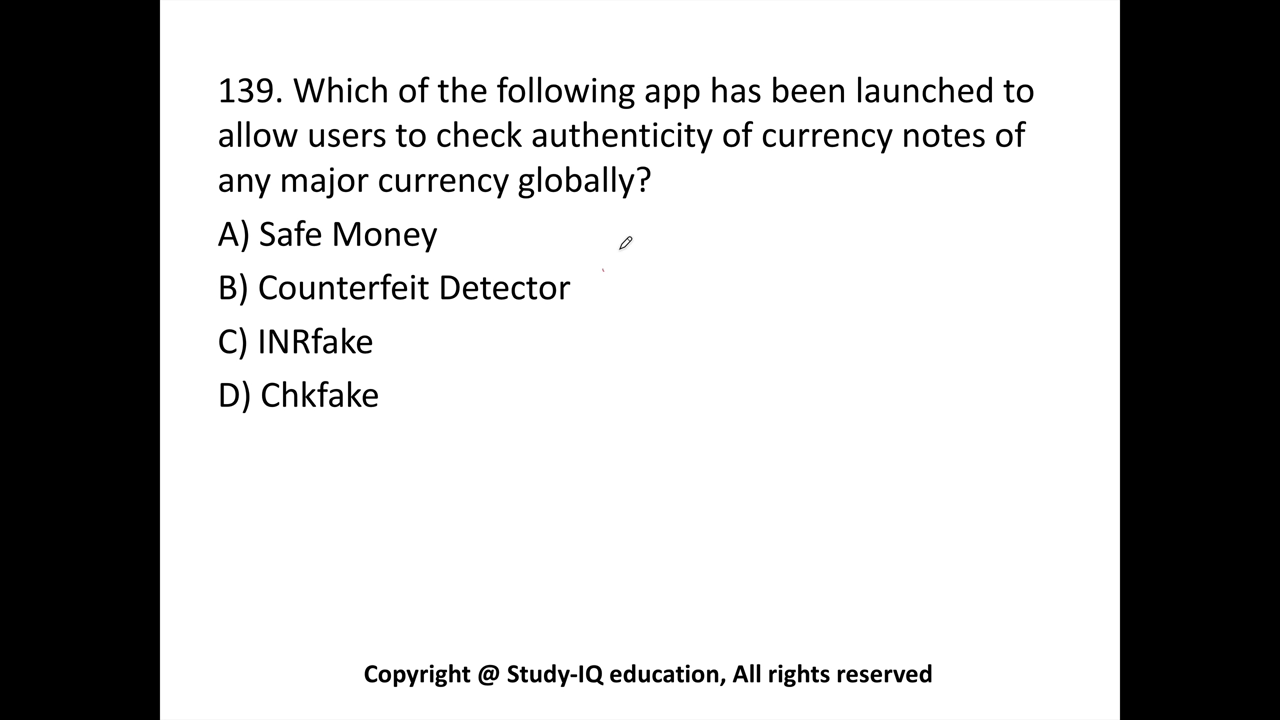 139. Which of the following app has been launched to
allow users to check authenticity of currency notes of
any major currency globally?
A) Safe Money
B) Counterfeit Detector
C) INRfake
D) Chkfake
Copyright @ Study-IQ education, All rights reserved